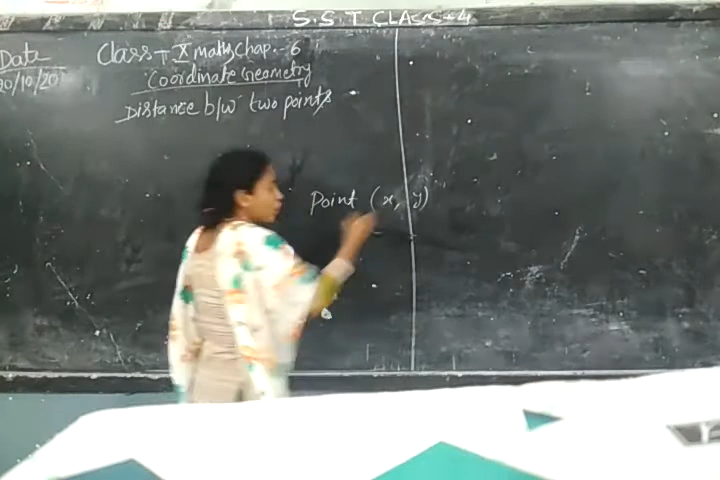 S.S.T CLASS-4
Date
20/10/20
Class - X maths Chap. - 6
Coordinate Geometry
Distance b/w two points
Point (x, y)